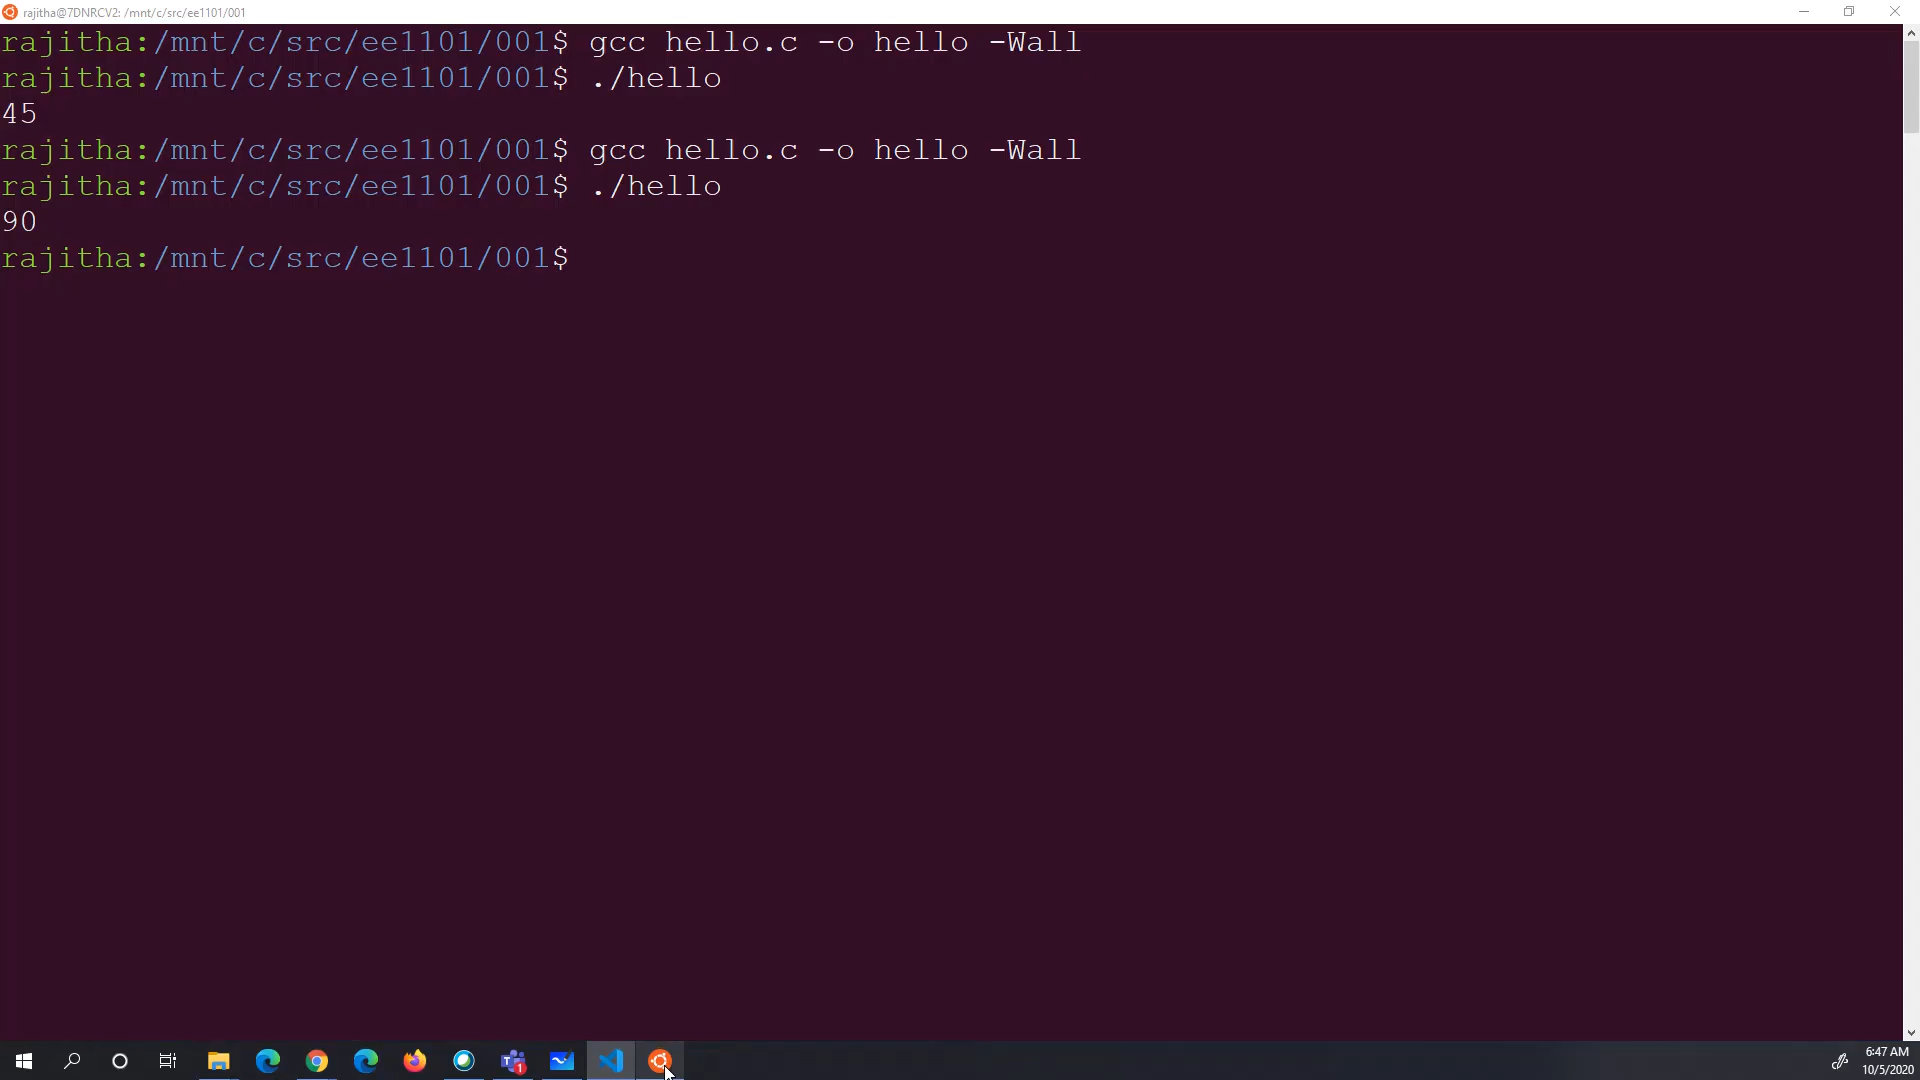 rajitha@7DNRCV2: /mnt/c/src/ee1101/001
rajitha:/mnt/c/src/ee1101/001$ gcc hello.c -o hello -Wall
rajitha:/mnt/c/src/ee1101/001$ ./hello
45
rajitha:/mnt/c/src/ee1101/001$ gcc hello.c -o hello -Wall
rajitha:/mnt/c/src/ee1101/001$ ./hello
90
rajitha:/mnt/c/src/ee1101/001$
T
1
6:47 AM
10/5/2020